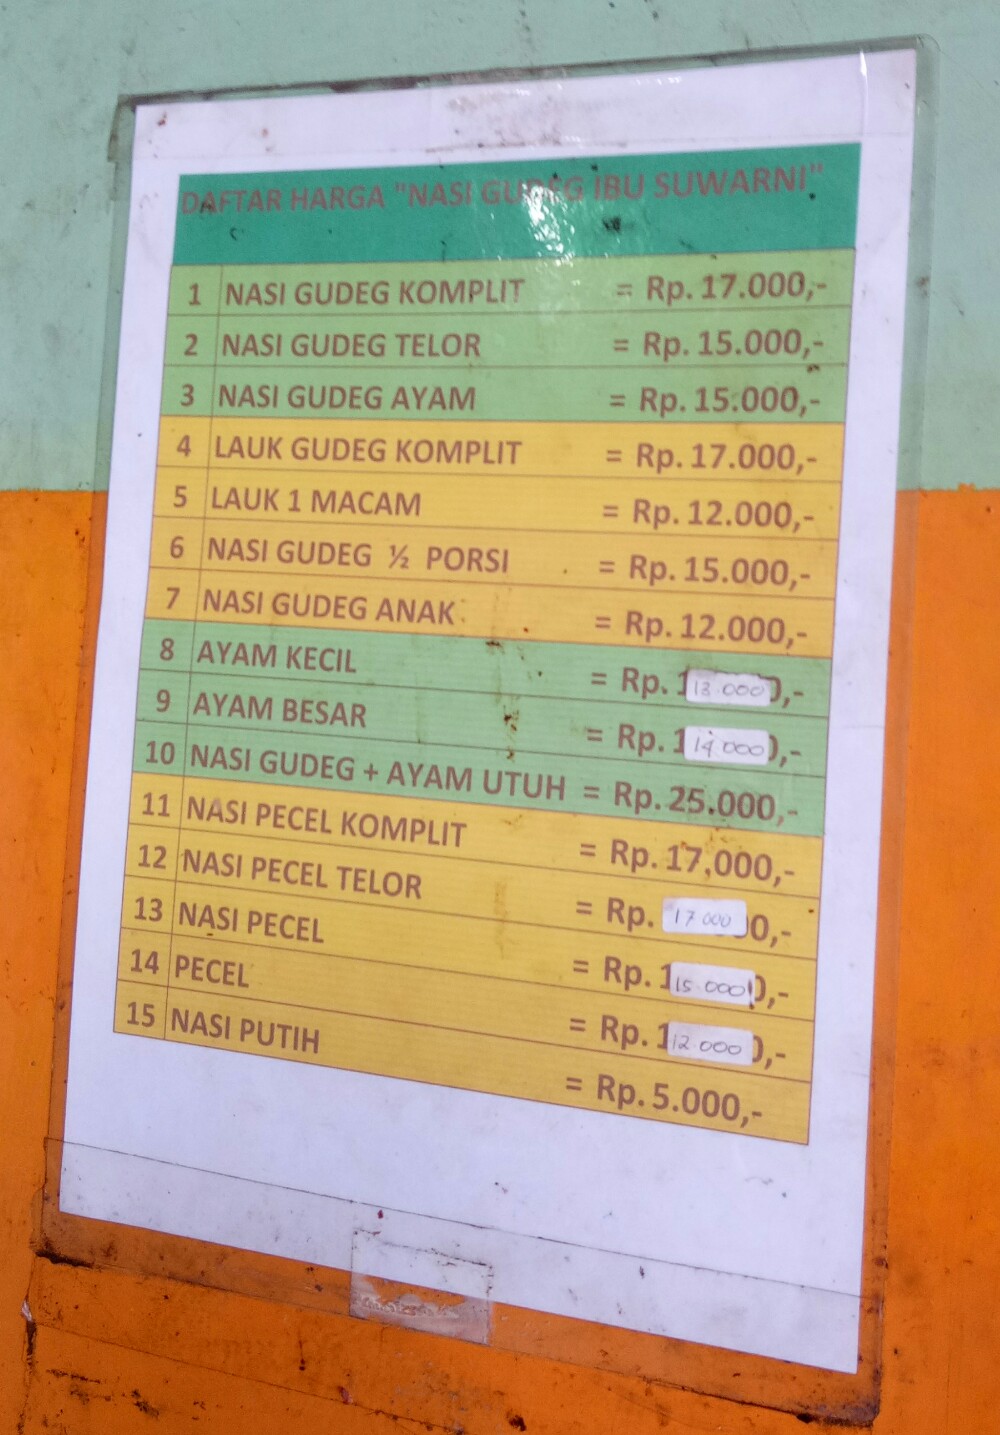 DAFTAR HARGA "NASI GUDEG IBU SUWARNI"
1 NASI GUDEG KOMPLIT = Rp. 17.000,-
2 NASI GUDEG TELOR = Rp. 15.000,-
3 NASI GUDEG AYAM = Rp. 15.000,-
4 LAUK GUDEG KOMPLIT = Rp. 17.000,-
5 LAUK 1 MACAM = Rp. 12.000,-
6 NASI GUDEG ½ PORSI = Rp. 15.000,-
7 NASI GUDEG ANAK = Rp. 12.000,-
8 AYAM KECIL = Rp. 13.000,-
9 AYAM BESAR = Rp. 14.000,-
10 NASI GUDEG + AYAM UTUH = Rp. 25.000,-
11 NASI PECEL KOMPLIT = Rp. 17,000,-
12 NASI PECEL TELOR = Rp. 17 000,-
13 NASI PECEL = Rp. 15.000,-
14 PECEL = Rp. 12.000,-
15 NASI PUTIH = Rp. 5.000,-